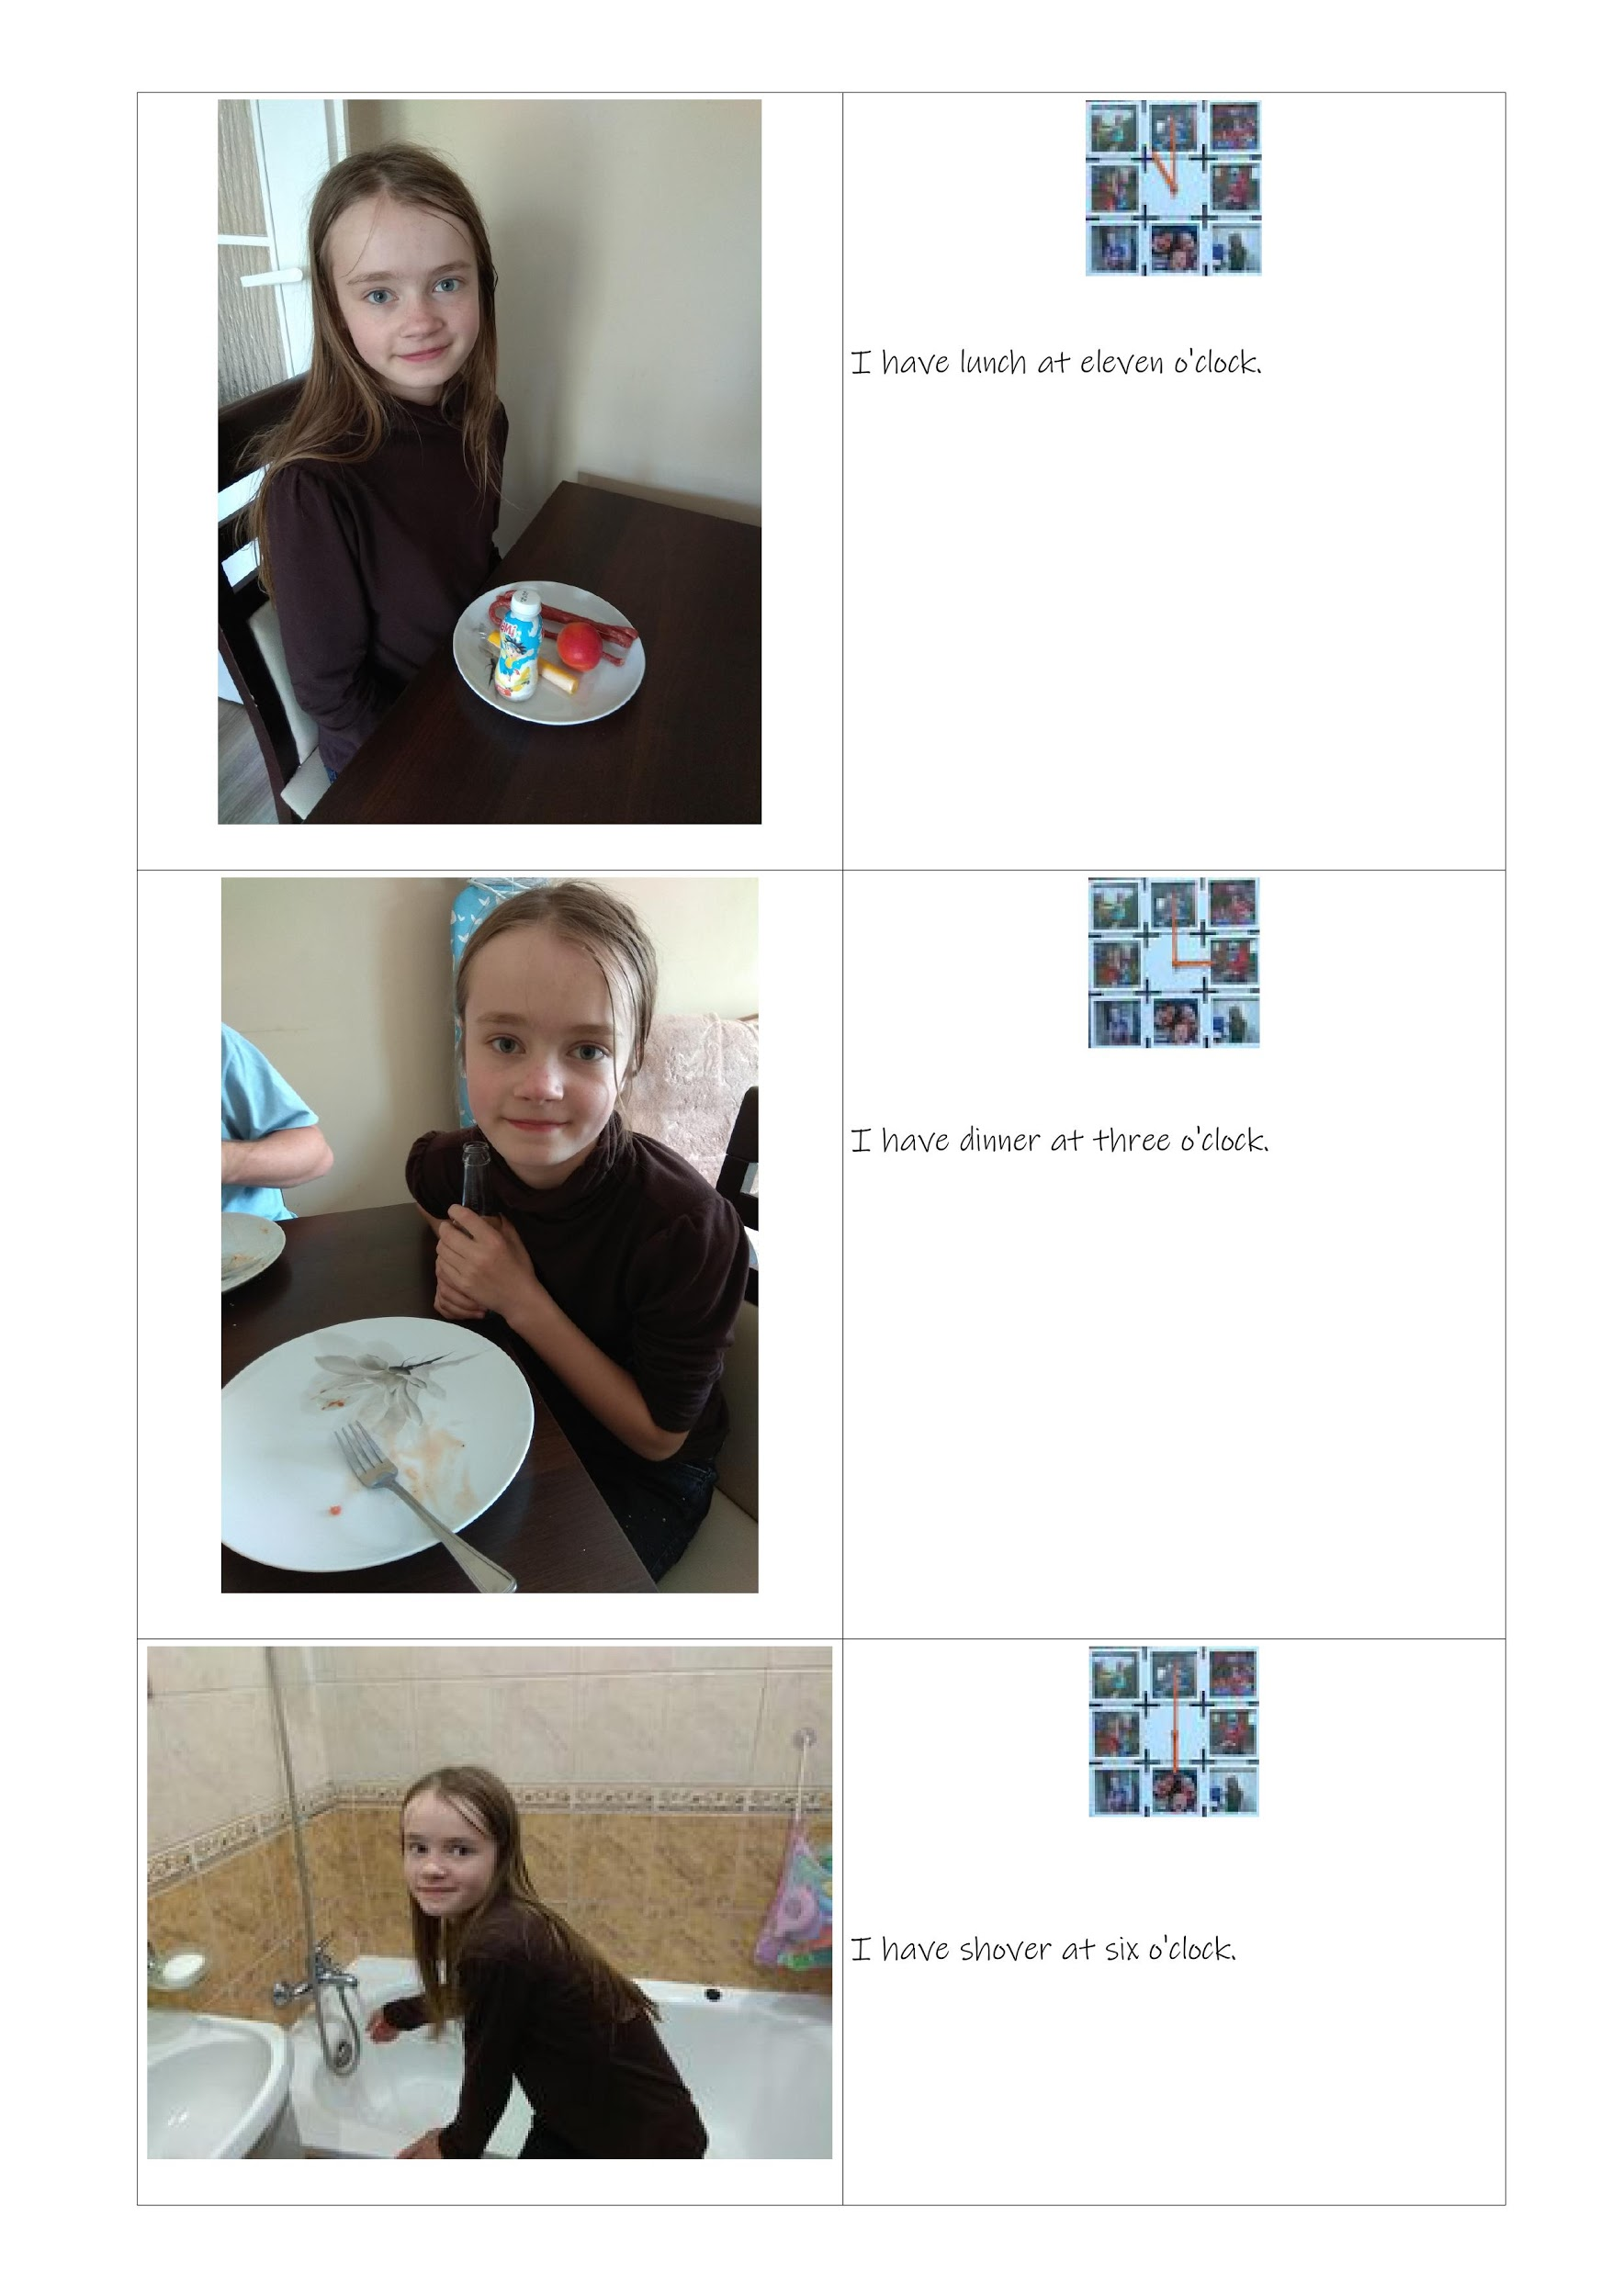 I have lunch at eleven o'clock.
I have dinner at three o'clock.
I have shover at six o'clock.